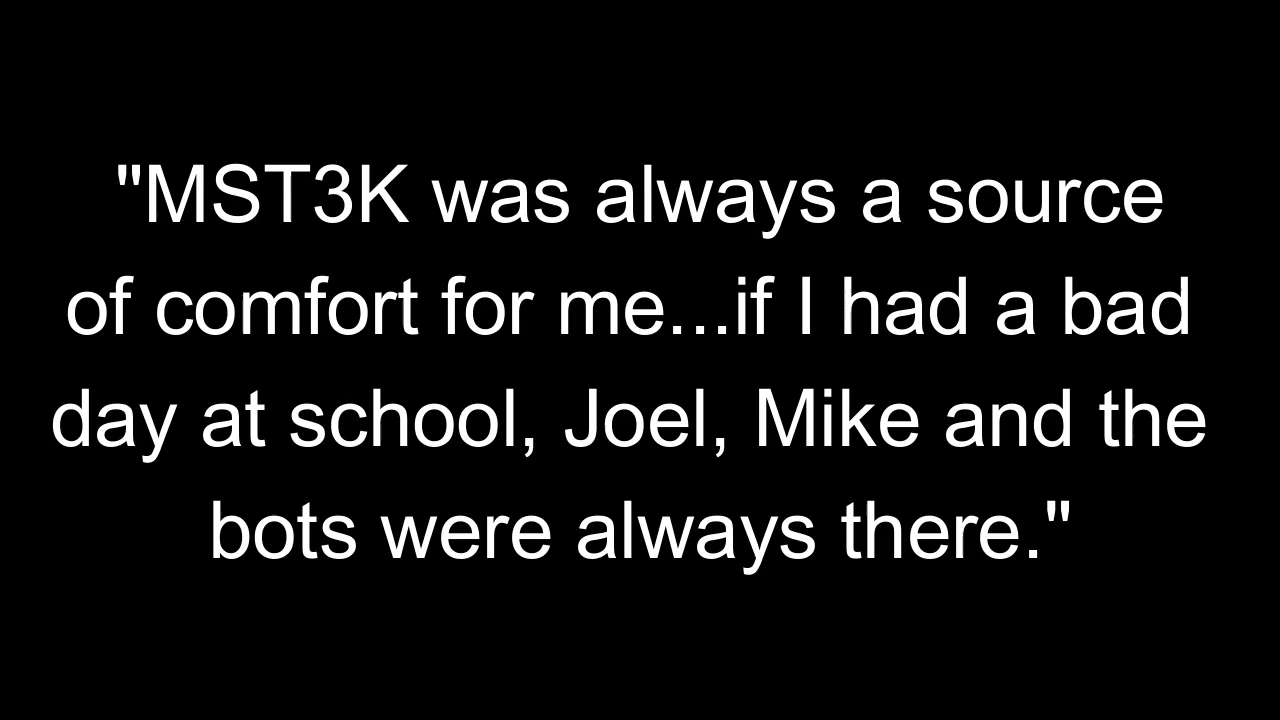 "MST3K was always a source
of comfort for me...if I had a bad
day at school, Joel, Mike and the
bots were always there."